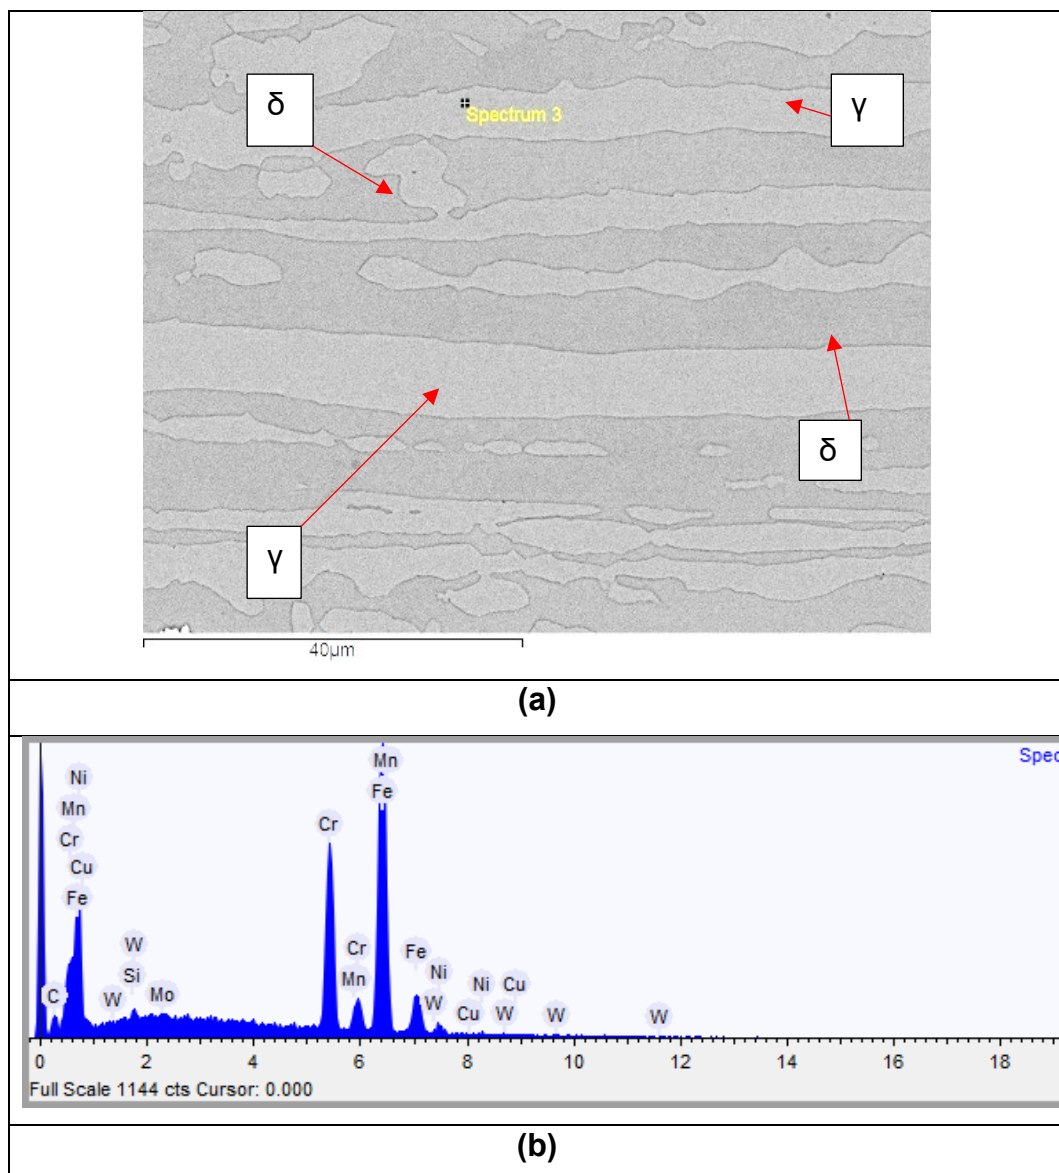 δ
γ
Spectrum 3
δ
γ
40µm
(a)
Spec
Mn
Ni
Fe
Mn
Cr
Cr
Cu
Fe
W
Cr
Fe
Si
Mn
Ni
Ni
Cu
C
W
Mo
W
Cu
W
W
W
0 2 4 6 8 10 12 14 16 18
Full Scale 1144 cts Cursor: 0.000
(b)